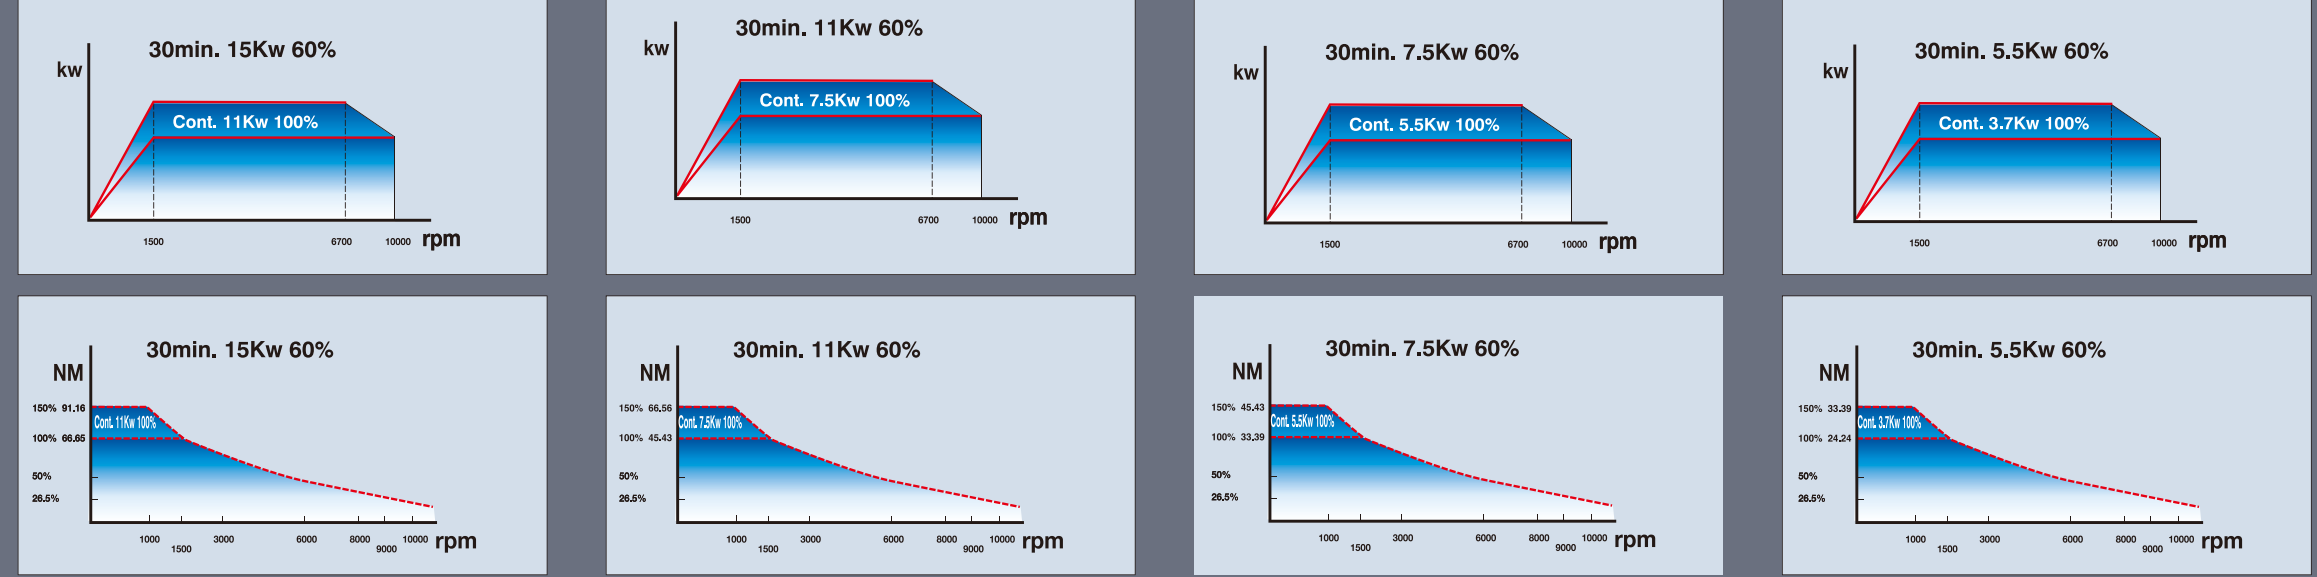 30min. 15Kw 60%
kw
Cont. 11Kw 100%
1500 6700 10000 rpm
30min. 11Kw 60%
kw
Cont. 7.5Kw 100%
1500 6700 10000 rpm
30min. 7.5Kw 60%
kw
Cont. 5.5Kw 100%
1500 6700 10000 rpm
30min. 5.5Kw 60%
kw
Cont. 3.7Kw 100%
1500 6700 10000 rpm
30min. 15Kw 60%
NM
150% 91.16
Cont. 11Kw 100%
100% 66.65
50%
26.5%
1000 3000 6000 8000 10000 rpm
1500 9000
30min. 11Kw 60%
NM
150% 66.56
Cont. 7.5Kw 100%
100% 45.43
50%
26.5%
1000 3000 6000 8000 10000 rpm
1500 9000
30min. 7.5Kw 60%
NM
150% 45.43
Cont. 5.5Kw 100%
100% 33.39
50%
26.5%
1000 3000 6000 8000 10000 rpm
1500 9000
30min. 5.5Kw 60%
NM
150% 33.39
Cont. 3.7Kw 100%
100% 24.24
50%
26.5%
1000 3000 6000 8000 10000 rpm
1500 9000